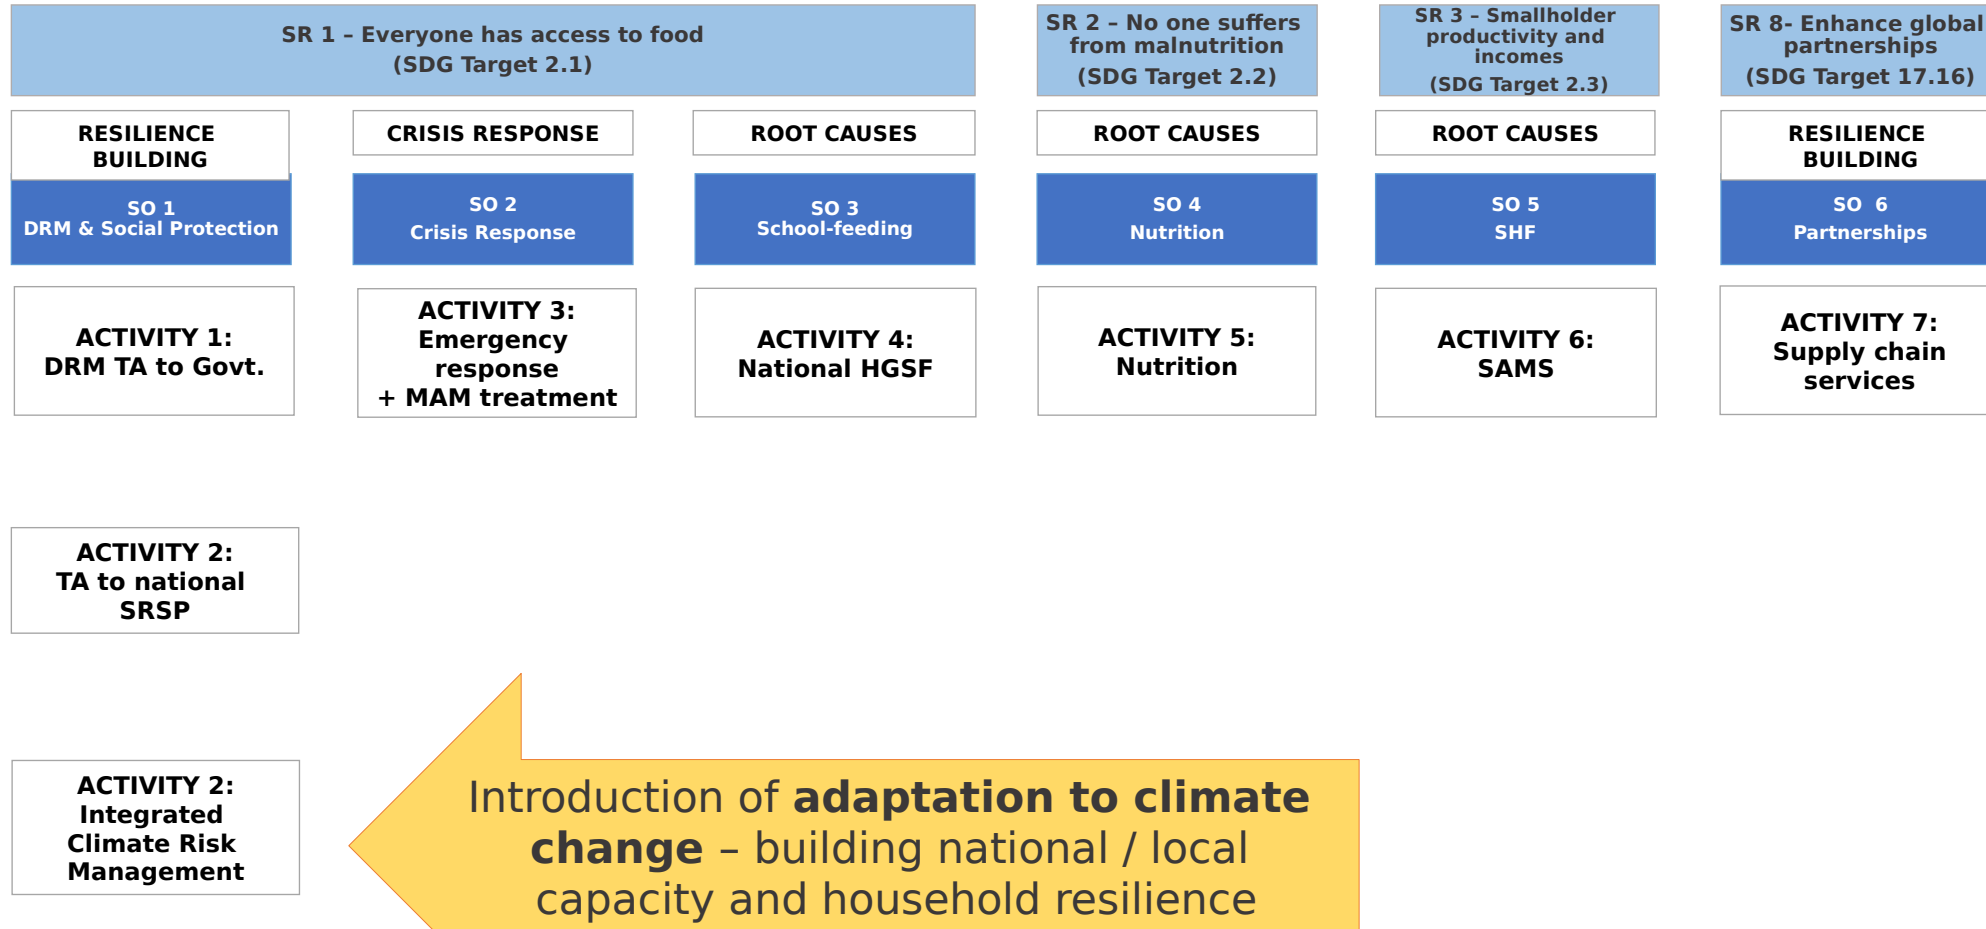 SR 1 – Everyone has access to food
(SDG Target 2.1)
SR 2 – No one suffers
from malnutrition
(SDG Target 2.2)
SR 3 – Smallholder
productivity and
incomes
(SDG Target 2.3)
SR 8- Enhance global
partnerships
(SDG Target 17.16)
RESILIENCE
BUILDING
CRISIS RESPONSE
ROOT CAUSES
ROOT CAUSES
ROOT CAUSES
RESILIENCE
BUILDING
SO 1
DRM & Social Protection
SO 2
Crisis Response
SO 3
School-feeding
SO 4
Nutrition
SO 5
SHF
SO  6
Partnerships
ACTIVITY 1:
DRM TA to Govt.
ACTIVITY 3:
Emergency
response
+ MAM treatment
ACTIVITY 4:
National HGSF
ACTIVITY 5:
Nutrition
ACTIVITY 6:
SAMS
ACTIVITY 7:
Supply chain
services
ACTIVITY 2:
TA to national
SRSP
ACTIVITY 2:
Integrated
Climate Risk
Management
Introduction of adaptation to climate
change – building national / local
capacity and household resilience